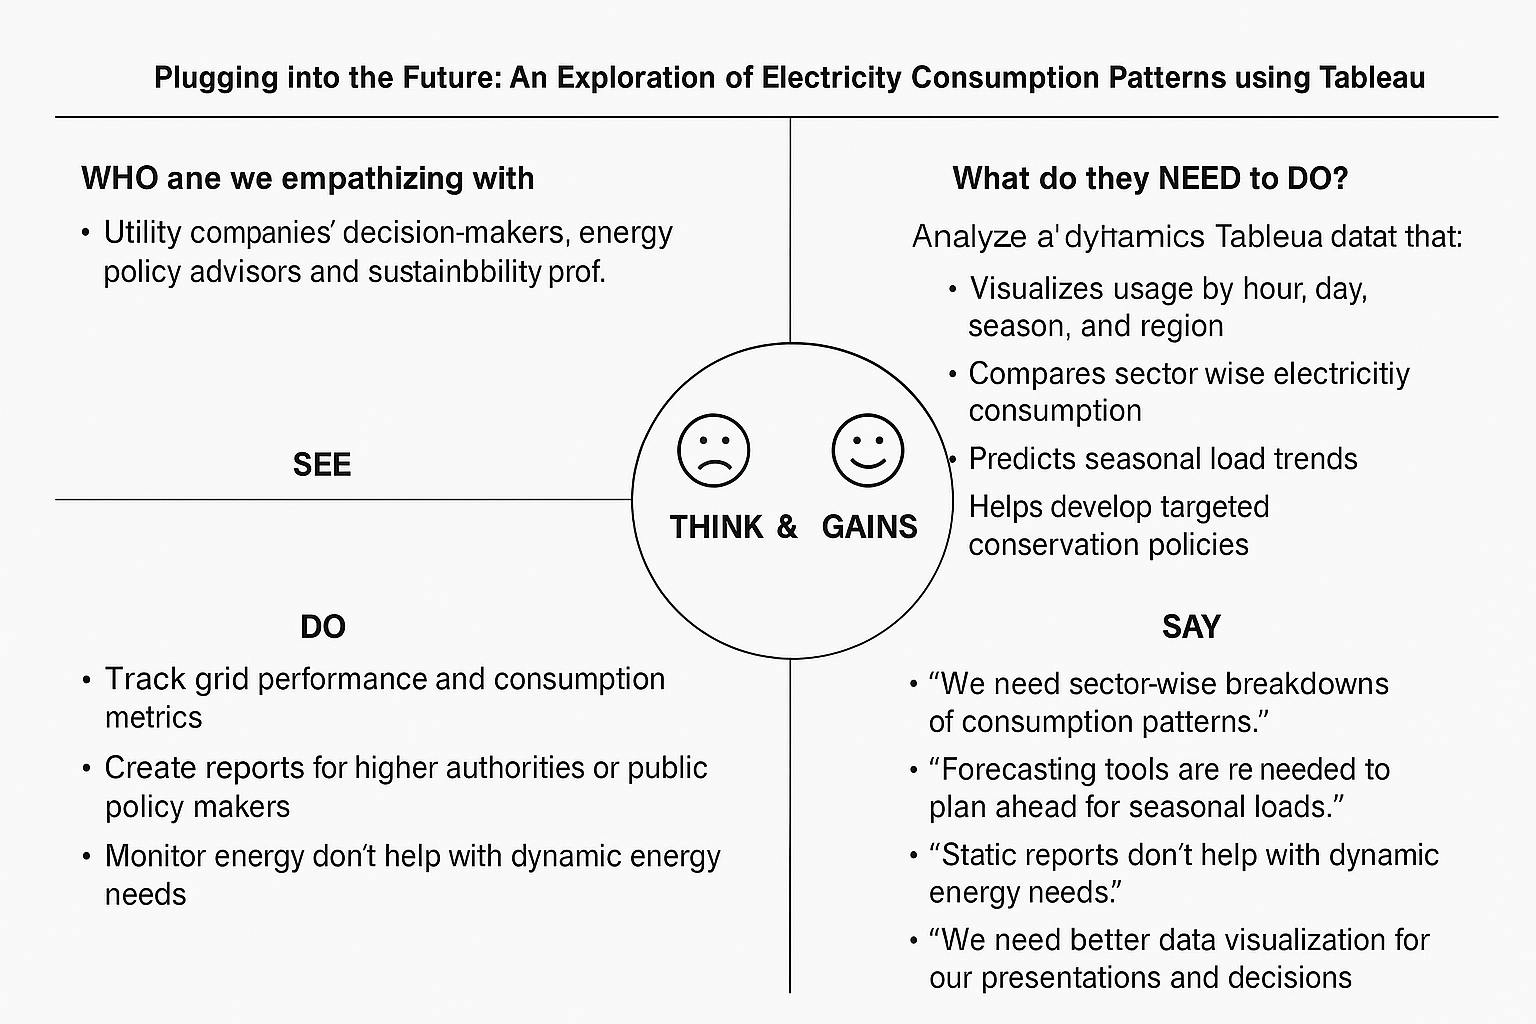 Plugging into the Future: An Exploration of Electricity Consumption Patterns using Tableau
WHO ane we empathizing with
• Utility companies’ decision-makers, energy
policy advisors and sustainbbility prof.
SEE
What do they NEED to DO?
Analyze a' dyitamics Tableua datat that:
• Visualizes usage by hour, day,
season, and region
• Compares sector wise electricitiy
consumption
• Predicts seasonal load trends
Helps develop targeted
conservation policies
THINK & GAINS
DO
• Track grid performance and consumption
metrics
• Create reports for higher authorities or public
policy makers
• Monitor energy don’t help with dynamic energy
needs
SAY
• “We need sector-wise breakdowns
of consumption patterns.”
• “Forecasting tools are re needed to
plan ahead for seasonal loads.”
• “Static reports don’t help with dynamic
energy needs.”
• “We need better data visualization for
our presentations and decisions